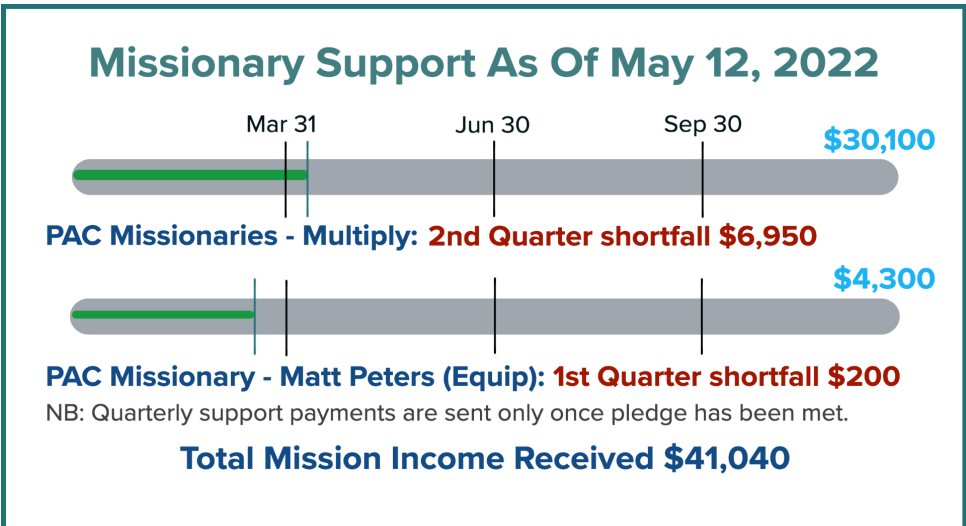 Missionary Support As Of May 12, 2022
Mar 31 Jun 30 Sep 30
$30,100
PAC Missionaries - Multiply: 2nd Quarter shortfall $6,950
$4,300
PAC Missionary - Matt Peters (Equip): 1st Quarter shortfall $200
NB: Quarterly support payments are sent only once pledge has been met.
Total Mission Income Received $41,040